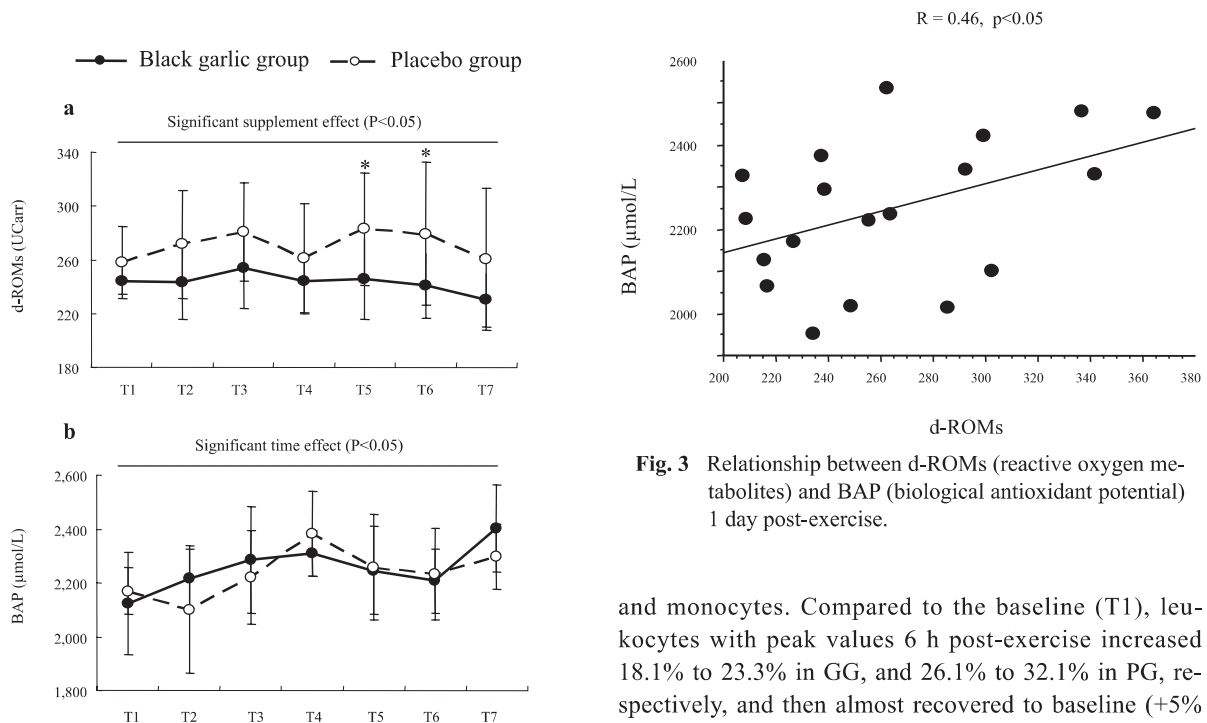 Black garlic group Placebo group
a
Significant supplement effect (P<0.05)
340
300
260
220
180
d-ROMs (UCarr)
* *
T1 T2 T3 T4 T5 T6 T7
b
Significant time effect (P<0.05)
2,600
2,400
2,200
2,000
1,800
BAP (µmol/L)
T1 T2 T3 T4 T5 T6 T7
R = 0.46, p<0.05
2600
2400
2200
2000
BAP (µmol/L)
200 220 240 260 280 300 320 340 360 380
d-ROMs
Fig. 3 Relationship between d-ROMs (reactive oxygen me-
tabolites) and BAP (biological antioxidant potential)
1 day post-exercise.
and monocytes. Compared to the baseline (T1), leu-
kocytes with peak values 6 h post-exercise increased
18.1% to 23.3% in GG, and 26.1% to 32.1% in PG, re-
spectively, and then almost recovered to baseline (+5%